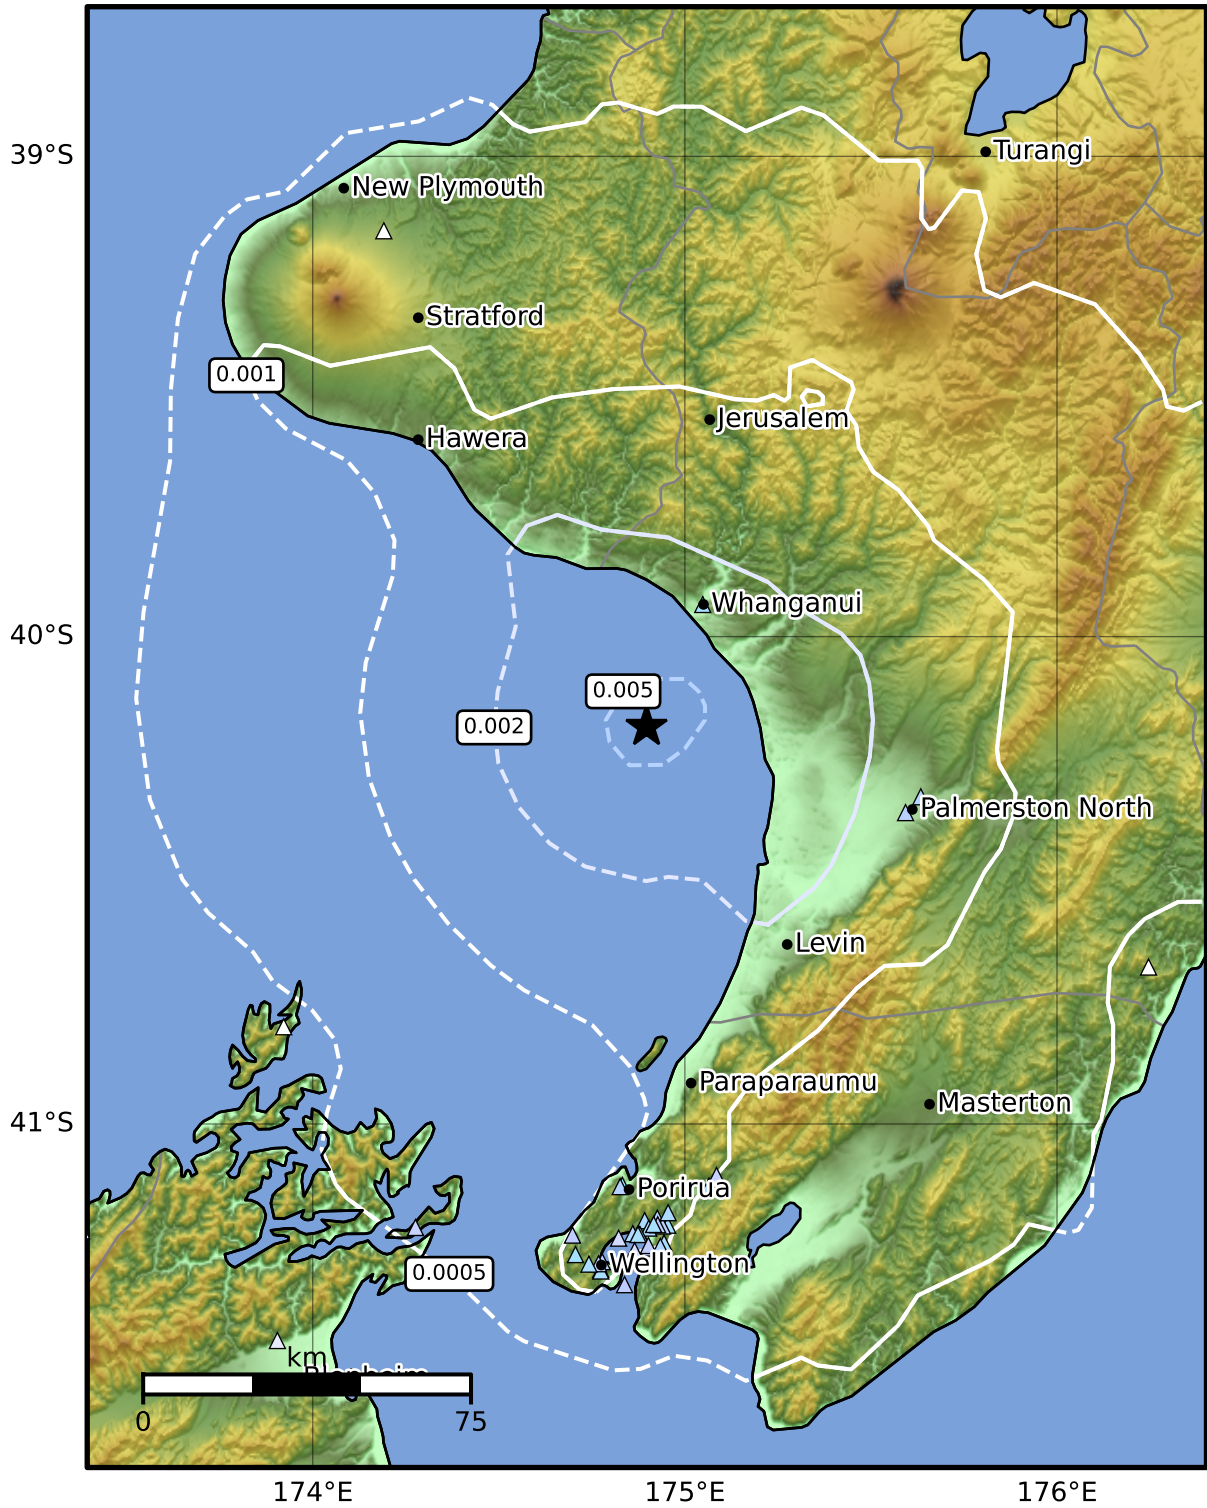 39°S
Turangi
New Plymouth
Stratford
0.001
Jerusalem
Hawera
Whanganui
40°S
0.005
0.002
Palmerston North
Levin
Paraparaumu
Masterton
41°S
Porirua
Wellington
0.0005
km
Blenheim
0
75
174°E
175°E
176°E